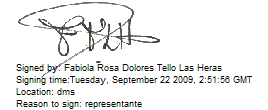 Signed by: Fabiola Rosa Dolores Tello Las Heras
Signing time:Tuesday, September 22 2009, 2:51:56 GMT
Location: dms
Reason to sign: representante